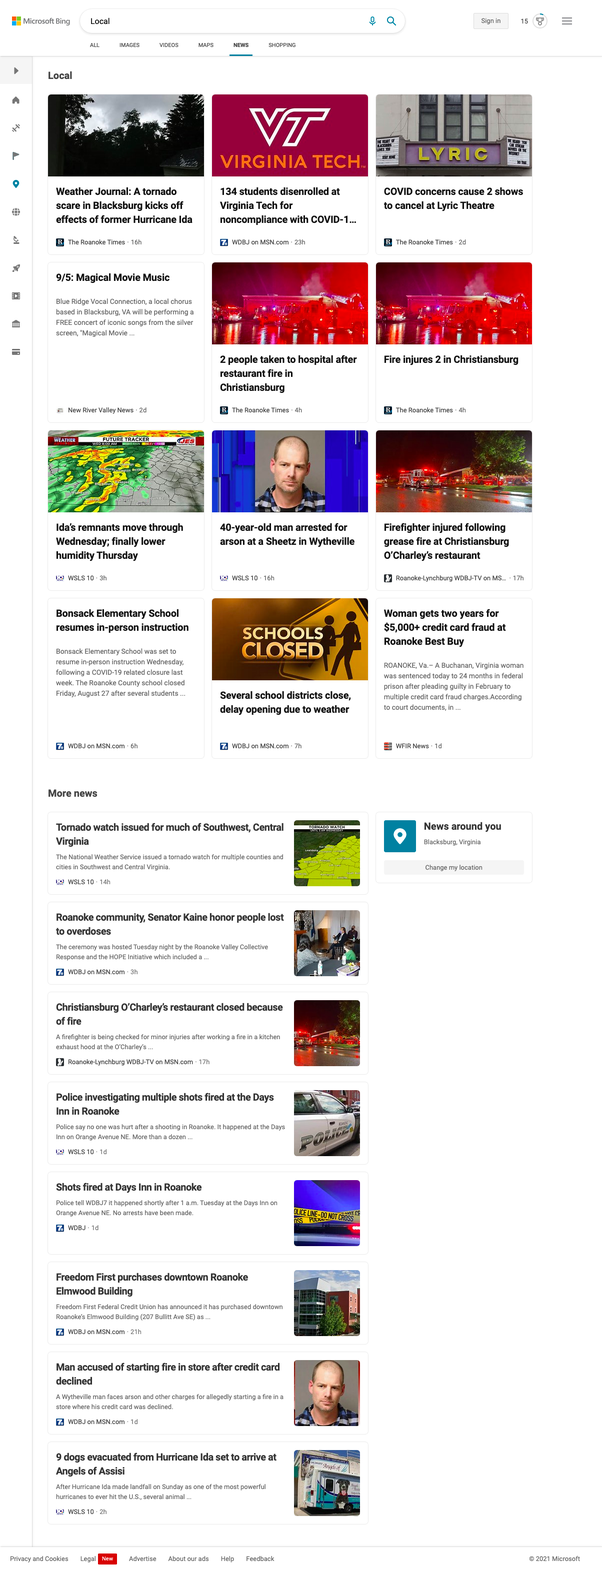 Microsoft Bing
Local
Sign in
15
ALL
IMAGES
VIDEOS
MAPS
NEWS
SHOPPING
Local
VT
VIRGINIA TECH
LYRIC
Weather Journal: A tornado
scare in Blacksburg kicks off
effects of former Hurricane Ida
The Roanoke Times · 16h
134 students disenrolled at
Virginia Tech for
noncompliance with COVID-1...
WDBJ on MSN.com · 23h
COVID concerns cause 2 shows
to cancel at Lyric Theatre
The Roanoke Times · 2d
9/5: Magical Movie Music
Blue Ridge Vocal Connection, a local chorus
based in Blacksburg, VA will be performing a
FREE concert of iconic songs from the silver
screen, "Magical Movie ...
New River Valley News · 2d
2 people taken to hospital after
restaurant fire in
Christiansburg
The Roanoke Times · 4h
Fire injures 2 in Christiansburg
The Roanoke Times · 4h
WEATHER
FUTURE TRACKER
Ida's remnants move through
Wednesday; finally lower
humidity Thursday
WSLS 10 · 3h
40-year-old man arrested for
arson at a Sheetz in Wytheville
WSLS 10 · 16h
Firefighter injured following
grease fire at Christiansburg
O'Charley's restaurant
Roanoke-Lynchburg WDBJ-TV on MS... · 17h
Bonsack Elementary School
resumes in-person instruction
Bonsack Elementary School was set to
resume in-person instruction Wednesday,
following a COVID-19 related closure last
week. The Roanoke County school closed
Friday, August 27 after several students ...
WDBJ on MSN.com · 6h
SCHOOLS
CLOSED
Several school districts close,
delay opening due to weather
WDBJ on MSN.com · 7h
Woman gets two years for
$5,000+ credit card fraud at
Roanoke Best Buy
ROANOKE, Va.– A Buchanan, Virginia woman
was sentenced today to 24 months in federal
prison after pleading guilty in February to
multiple credit card fraud charges.According
to court documents, in ...
WFIR News · 1d
More news
Tornado watch issued for much of Southwest, Central
Virginia
The National Weather Service issued a tornado watch for multiple counties and
cities in Southwest and Central Virginia.
WSLS 10 · 14h
TORNADO WATCH
News around you
Blacksburg, Virginia
Change my location
Roanoke community, Senator Kaine honor people lost
to overdoses
The ceremony was hosted Tuesday night by the Roanoke Valley Collective
Response and the HOPE Initiative which included a ...
WDBJ on MSN.com · 3h
Christiansburg O'Charley's restaurant closed because
of fire
A firefighter is being checked for minor injuries after working a fire in a kitchen
exhaust hood at the O'Charley's ...
Roanoke-Lynchburg WDBJ-TV on MSN.com · 17h
Police investigating multiple shots fired at the Days
Inn in Roanoke
Police say no one was hurt after a shooting in Roanoke. It happened at the Days
Inn on Orange Avenue NE. More than a dozen ...
WSLS 10 · 1d
POLICE
Shots fired at Days Inn in Roanoke
Police tell WDBJ7 it happened shortly after 1 a.m. Tuesday at the Days Inn on
Orange Avenue NE. No arrests have been made.
WDBJ · 1d
POLICE LINE-DO NOT CROSS
Freedom First purchases downtown Roanoke
Elmwood Building
Freedom First Federal Credit Union has announced it has purchased downtown
Roanoke's Elmwood Building (207 Bullitt Ave SE) as ...
WDBJ on MSN.com · 21h
Man accused of starting fire in store after credit card
declined
A Wytheville man faces arson and other charges for allegedly starting a fire in a
store where his credit card was declined.
WDBJ on MSN.com · 1d
9 dogs evacuated from Hurricane Ida set to arrive at
Angels of Assisi
After Hurricane Ida made landfall on Sunday as one of the most powerful
hurricanes to ever hit the U.S., several animal ...
WSLS 10 · 2h
Privacy and Cookies
Legal
New
Advertise
About our ads
Help
Feedback
© 2021 Microsoft